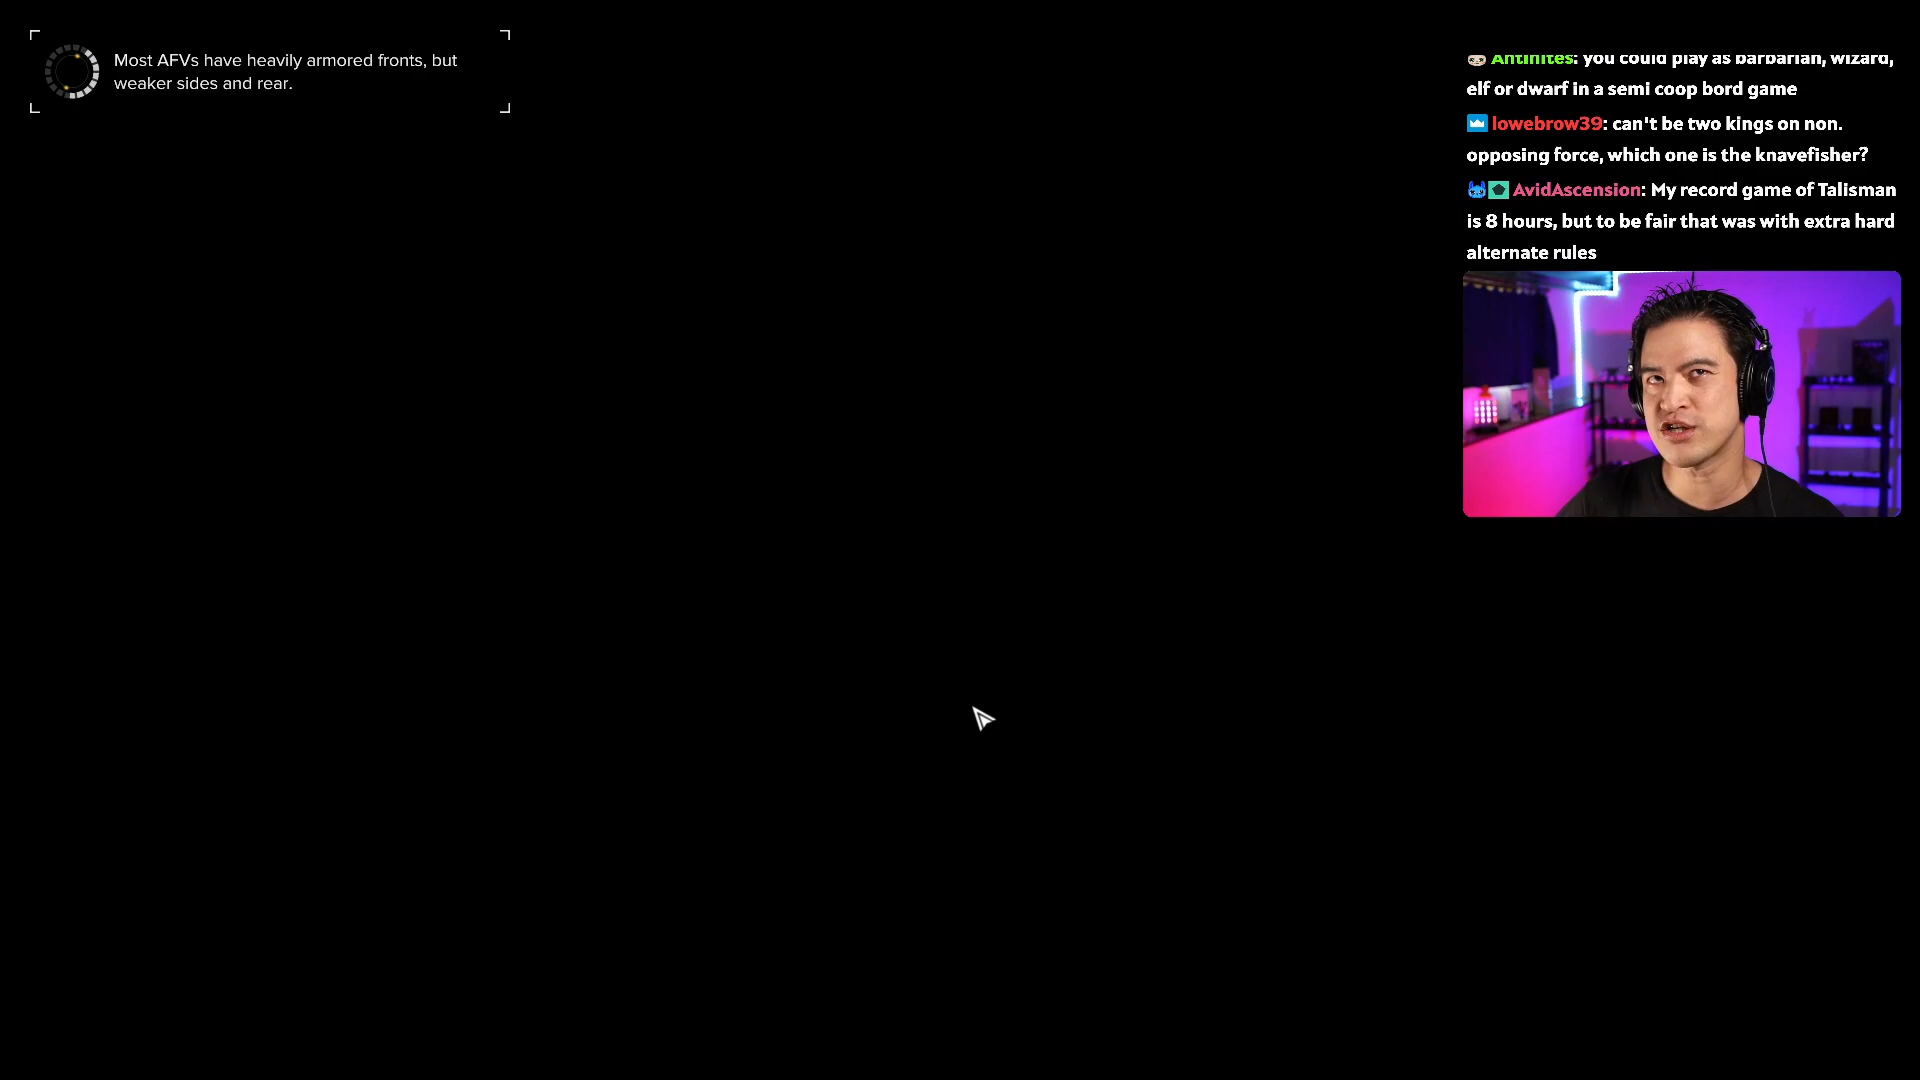 Most AFVs have heavily armored fronts, but
weaker sides and rear.
Antinites: you could play as barbarian, wizard,
elf or dwarf in a semi coop bord game
lowebrow39: can't be two kings on non.
opposing force, which one is the knavefisher?
AvidAscension: My record game of Talisman
is 8 hours, but to be fair that was with extra hard
alternate rules